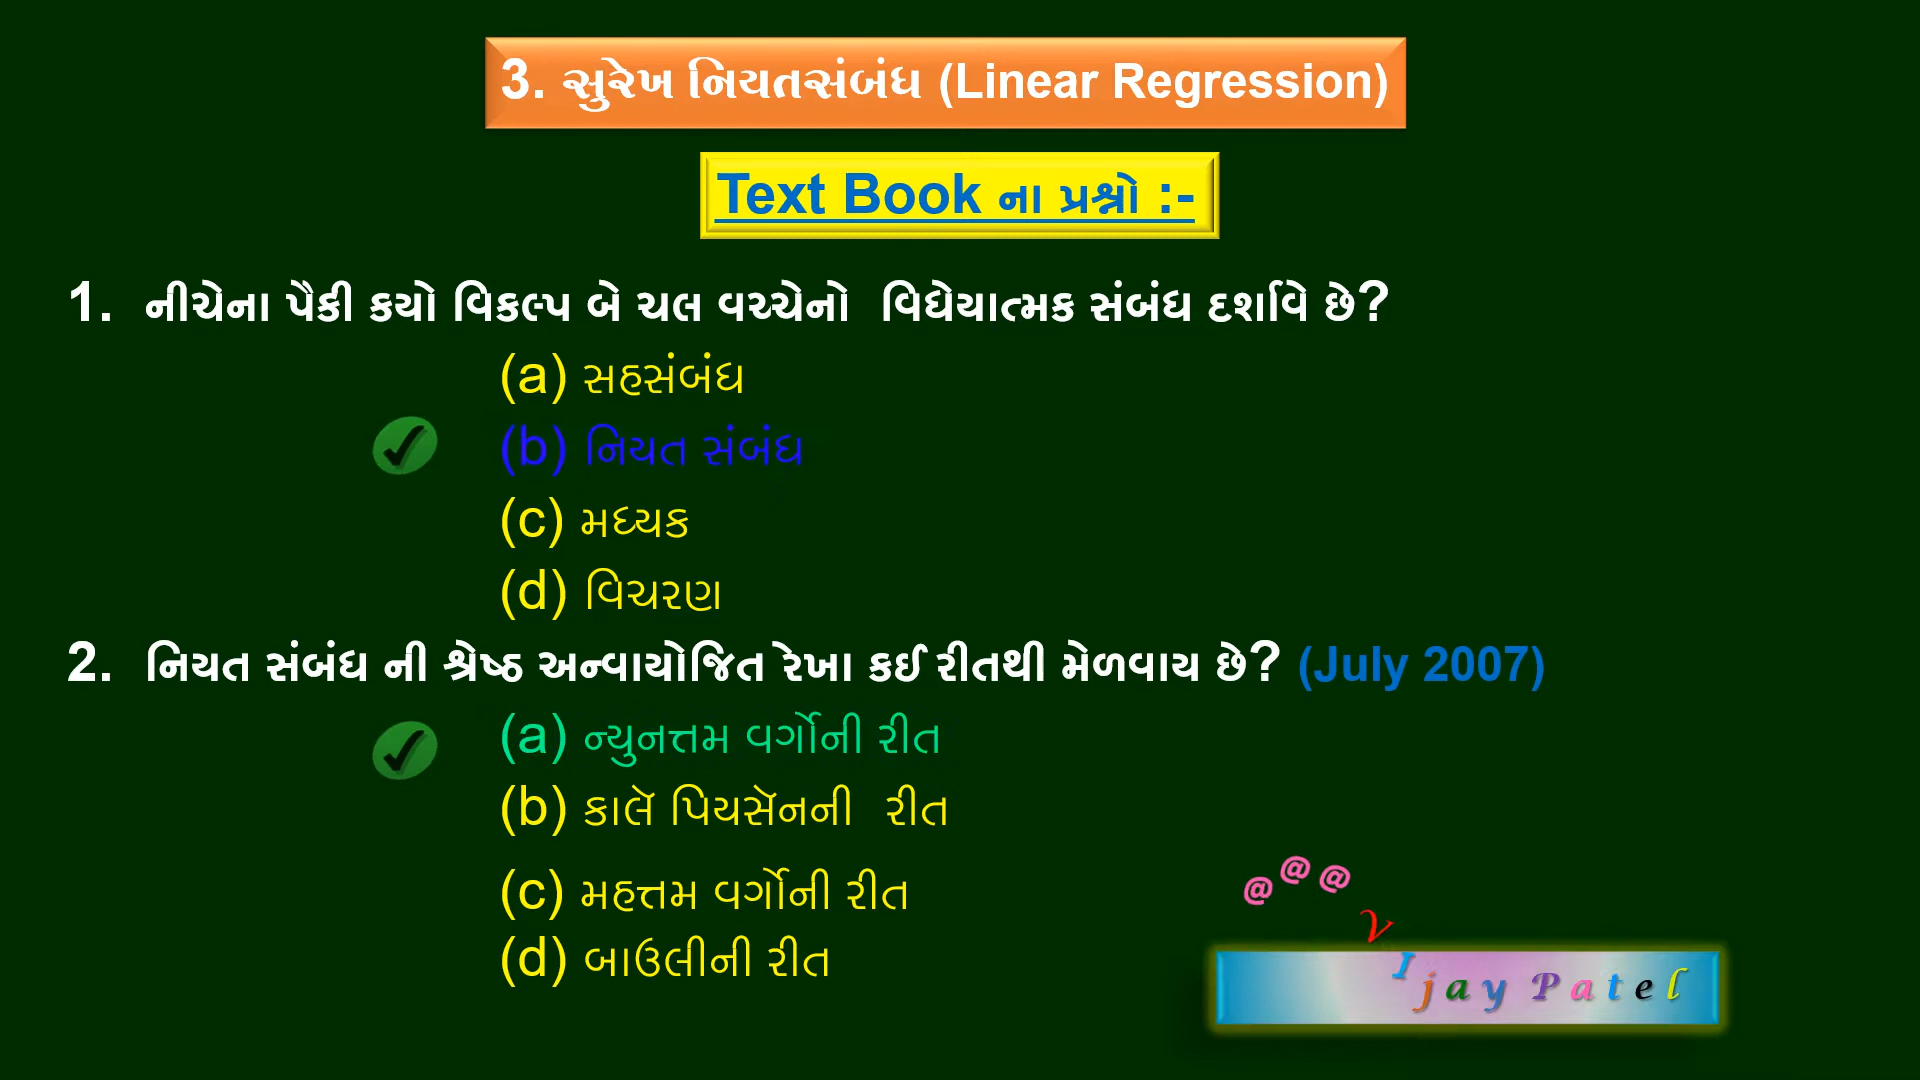 3. સુરેખ નિયતસંબંધ (Linear Regression)
Text Book ના પ્રશ્નો :-
1. નીચેના પૈકી કયો વિકલ્પ બે ચલ વચ્ચેનો વિધેયાત્મક સંબંધ દર્શાવે છે?
(a) સહસંબંધ
(b) નિયત સંબંધ
(c) મધ્યક
(d) વિચરણ
2. નિયત સંબંધ ની શ્રેષ્ઠ અન્વાયોજિત રેખા કઈ રીતથી મેળવાય છે? (July 2007)
(a) ન્યુનત્તમ વર્ગોની રીત
(b) કાર્લ પિયર્સનની રીત
(c) મહત્તમ વર્ગોની રીત
(d) બાઉલીની રીત
@@@ VIjay Patel